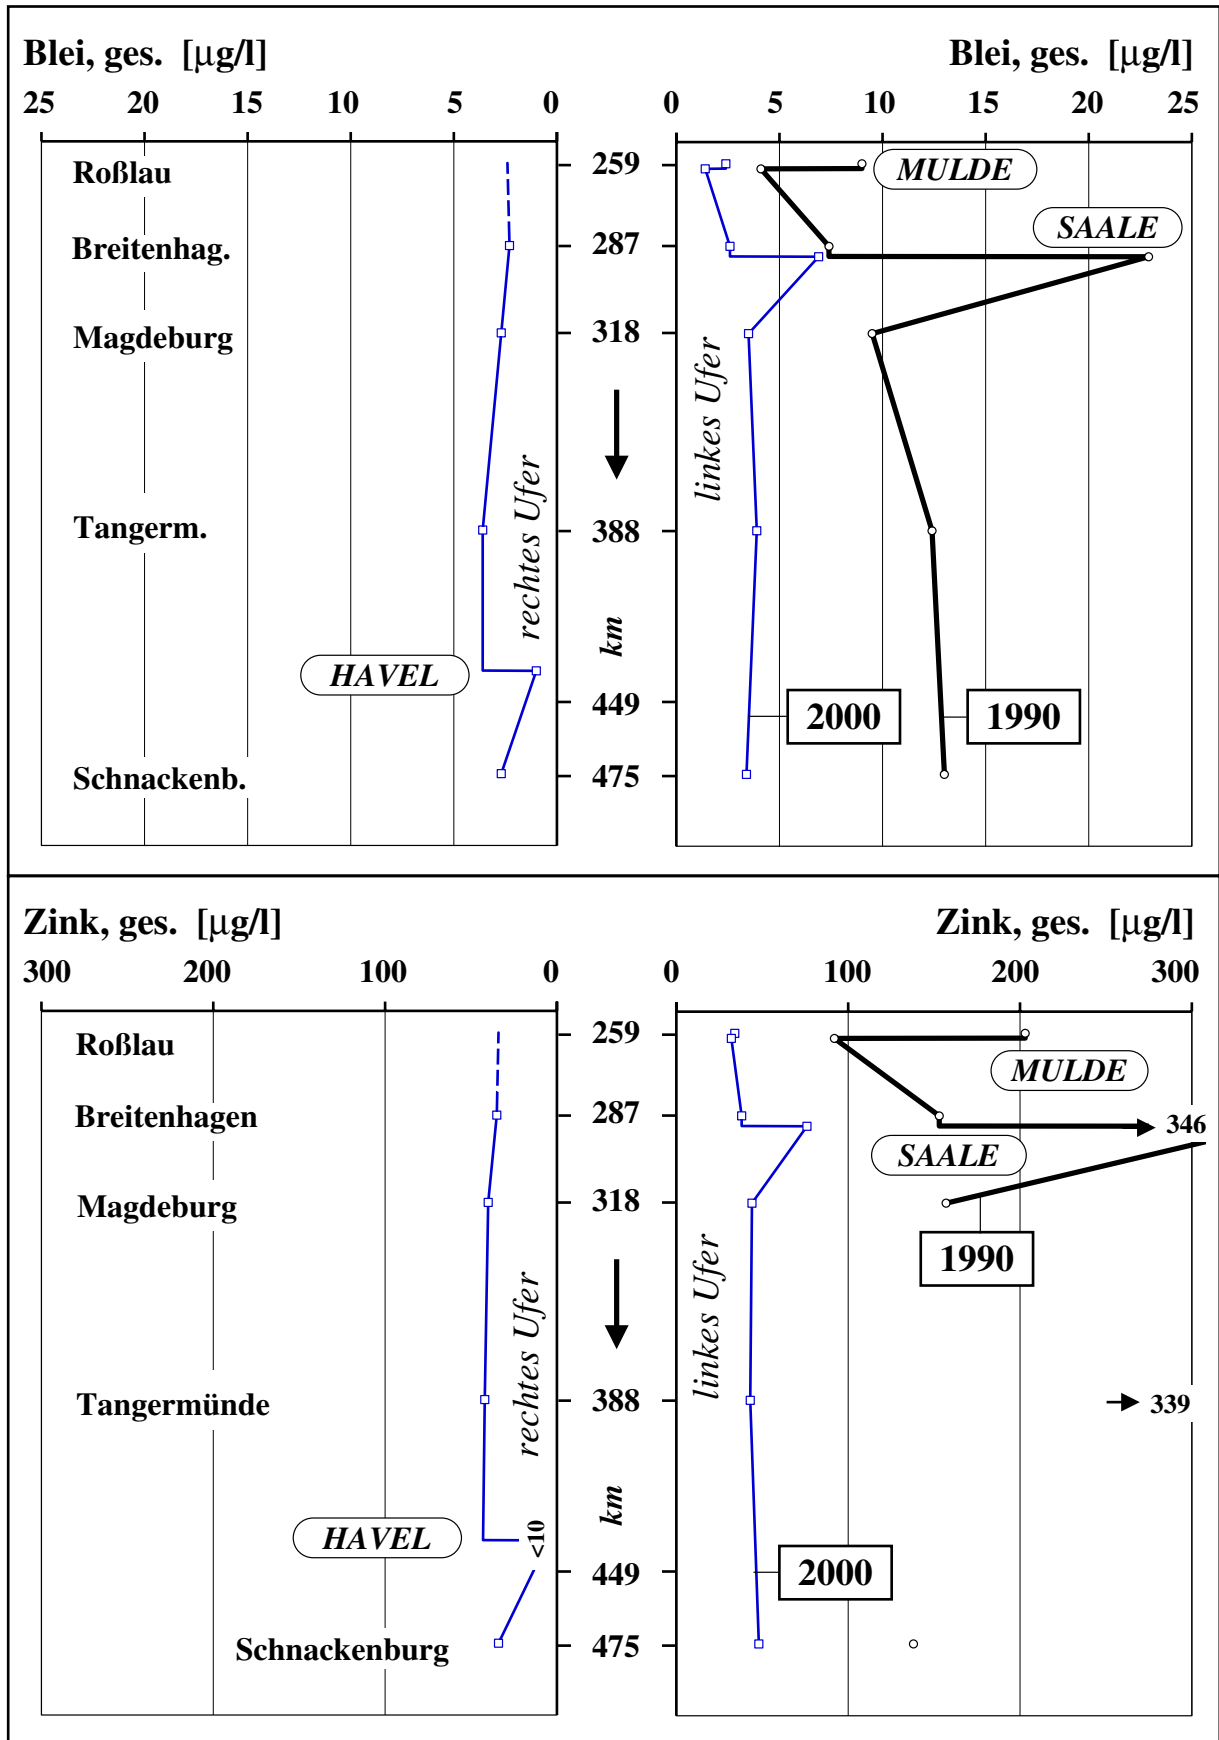 Blei, ges. [µg/l] Blei, ges. [µg/l]
25 20 15 10 5 0 0 5 10 15 20 25
Roßlau 259 MULDE
SAALE
Breitenhag. 287
Magdeburg 318
rechtes Ufer
linkes Ufer
Tangerm. 388
km
HAVEL
449 2000 1990
Schnackenb. 475
Zink, ges. [µg/l] Zink, ges. [µg/l]
300 200 100 0 0 100 200 300
Roßlau 259
MULDE
Breitenhagen 287 346
SAALE
Magdeburg 318
1990
rechtes Ufer
linkes Ufer
Tangermünde 388 339
km
HAVEL <10
449 2000
Schnackenburg 475